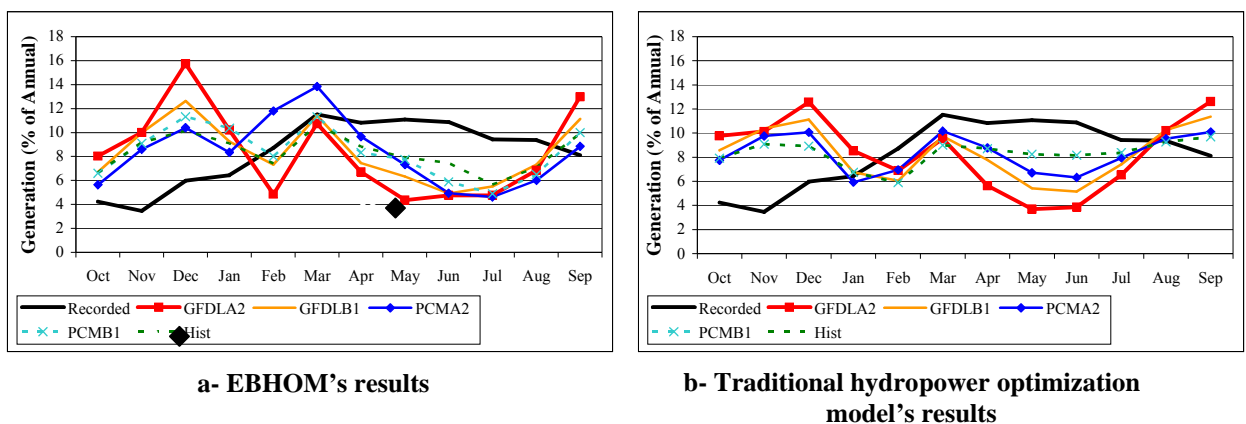 Generation (% of Annual)
18
16
14
12
10
8
6
4
2
0
Oct Nov Dec Jan Feb Mar Apr May Jun Jul Aug Sep
Recorded GFDLA2 GFDLB1 PCMA2
PCMB1 Hist
a- EBHOM's results
Generation (% of Annual)
18
16
14
12
10
8
6
4
2
0
Oct Nov Dec Jan Feb Mar Apr May Jun Jul Aug Sep
Recorded GFDLA2 GFDLB1 PCMA2
PCMB1 Hist
b- Traditional hydropower optimization
model's results